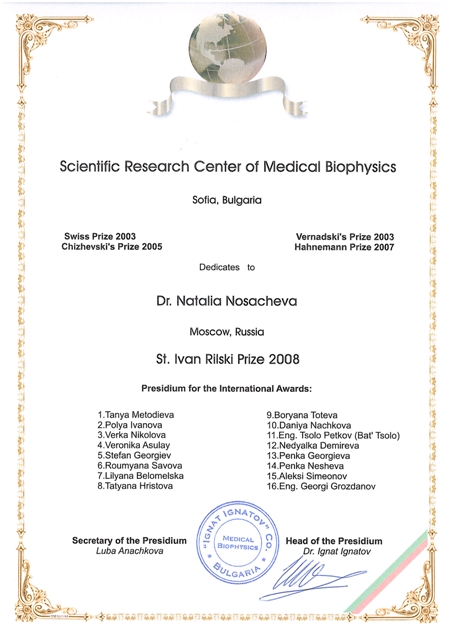 Scientific Research Center of Medical Biophysics
Sofia, Bulgaria
Swiss Prize 2003
Chizhevski's Prize 2005
Vernadski's Prize 2003
Hahnemann Prize 2007
Dedicates to
Dr. Natalia Nosacheva
Moscow, Russia
St. Ivan Rilski Prize 2008
Presidium for the International Awards:
1.Tanya Metodieva
2.Polya Ivanova
3.Verka Nikolova
4.Veronika Asulay
5.Stefan Georgiev
6.Roumyana Savova
7.Lilyana Belomelska
8.Tatyana Hristova
9.Boryana Toteva
10.Daniya Nachkova
11.Eng. Tsolo Petkov (Bat' Tsolo)
12.Nedyalka Demireva
13.Penka Georgieva
14.Penka Nesheva
15.Aleksi Simeonov
16.Eng. Georgi Grozdanov
Secretary of the Presidium
Luba Anachkova
"IGNAT IGNATOV" CO.
MEDICAL
BIOPHYSICS
* BULGARIA *
Head of the Presidium
Dr. Ignat Ignatov